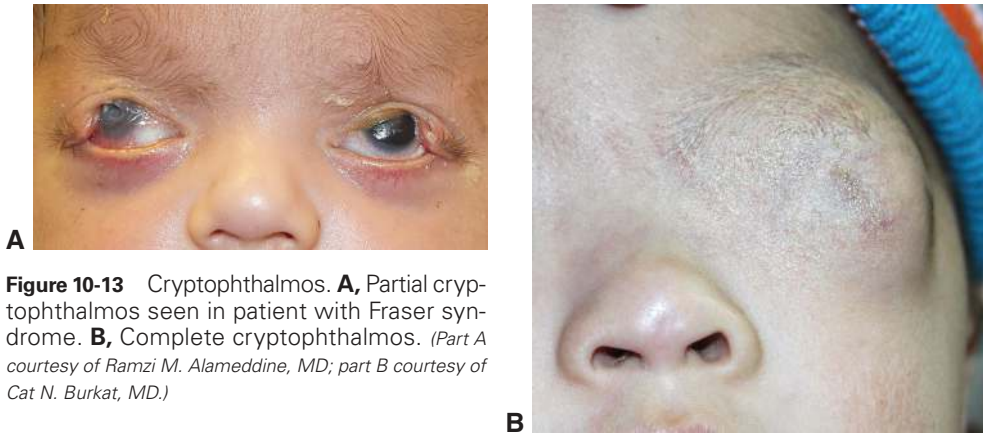 A
Figure 10-13 Cryptophthalmos. A, Partial cryp-
tophthalmos seen in patient with Fraser syn-
drome. B, Complete cryptophthalmos. (Part A
courtesy of Ramzi M. Alameddine, MD; part B courtesy of
Cat N. Burkat, MD.)
B